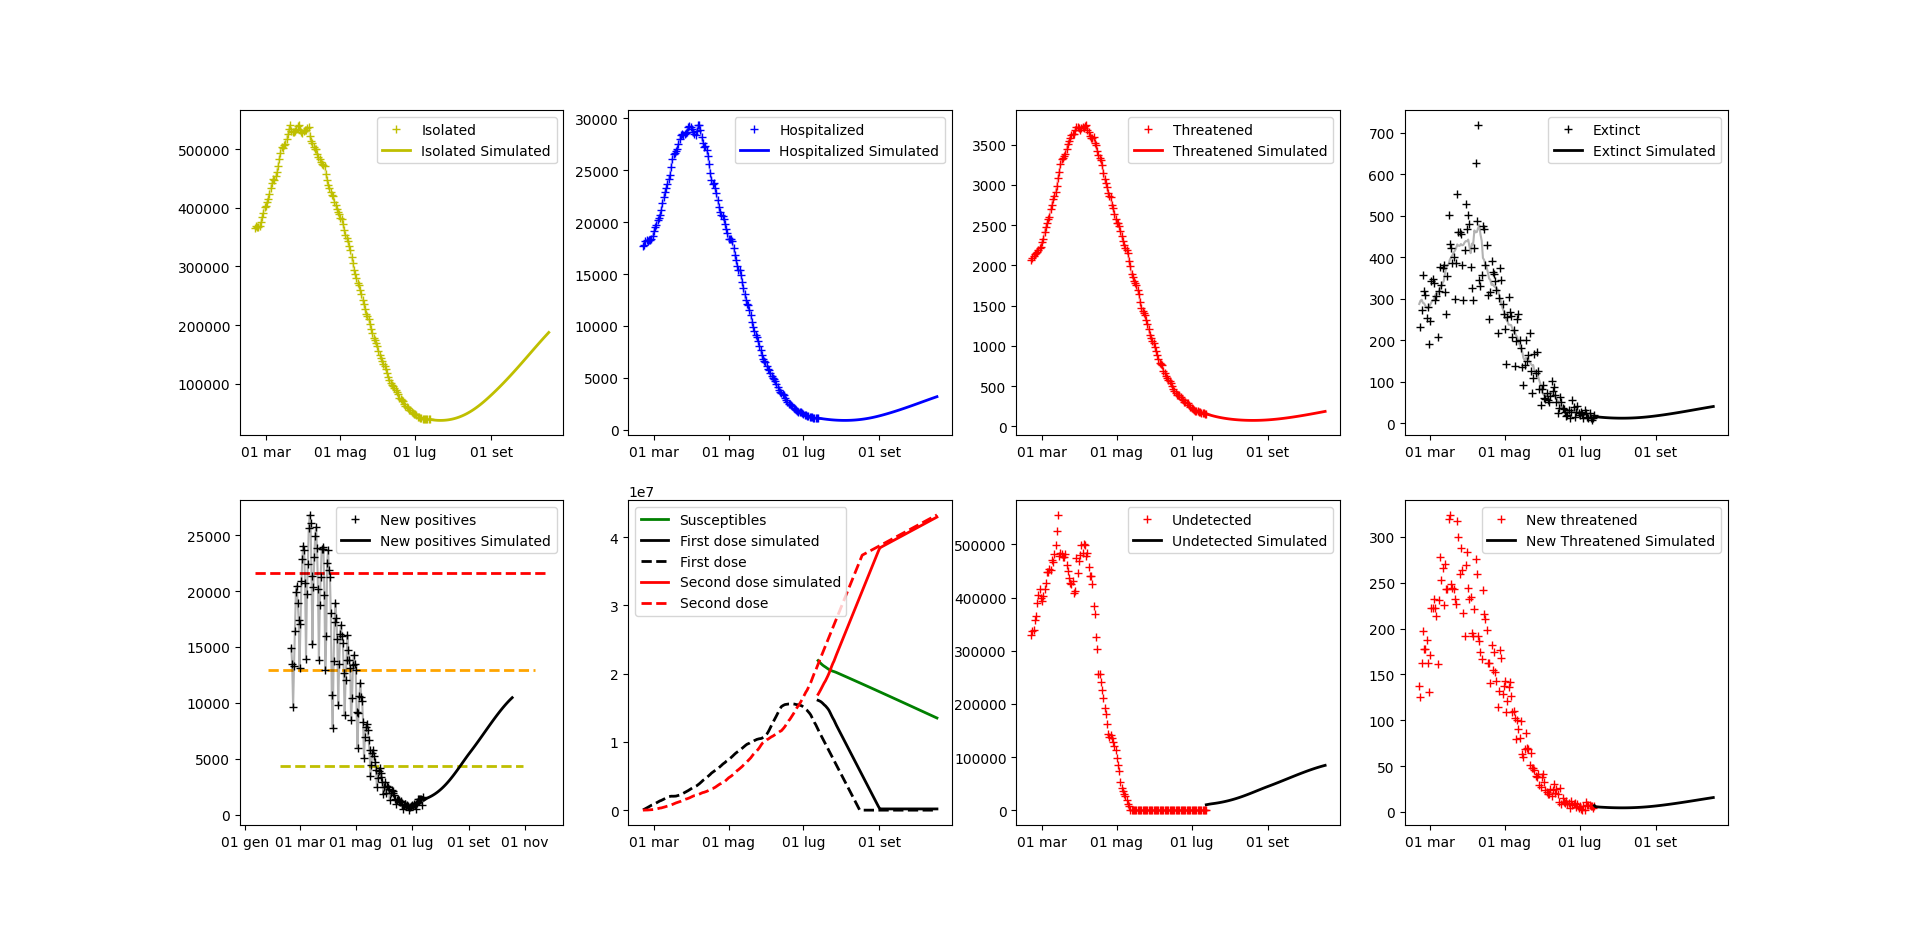 Isolated
Isolated Simulated
500000
400000
300000
200000
100000
01 mar 01 mag 01 lug 01 set
Hospitalized
Hospitalized Simulated
30000
25000
20000
15000
10000
5000
0
01 mar 01 mag 01 lug 01 set
Threatened
Threatened Simulated
3500
3000
2500
2000
1500
1000
500
0
01 mar 01 mag 01 lug 01 set
Extinct
Extinct Simulated
700
600
500
400
300
200
100
0
01 mar 01 mag 01 lug 01 set
New positives
New positives Simulated
25000
20000
15000
10000
5000
0
01 gen 01 mar 01 mag 01 lug 01 set 01 nov
1e7
Susceptibles
First dose simulated
First dose
Second dose simulated
Second dose
4
3
2
1
0
01 mar 01 mag 01 lug 01 set
Undetected
Undetected Simulated
500000
400000
300000
200000
100000
0
01 mar 01 mag 01 lug 01 set
New threatened
New Threatened Simulated
300
250
200
150
100
50
0
01 mar 01 mag 01 lug 01 set